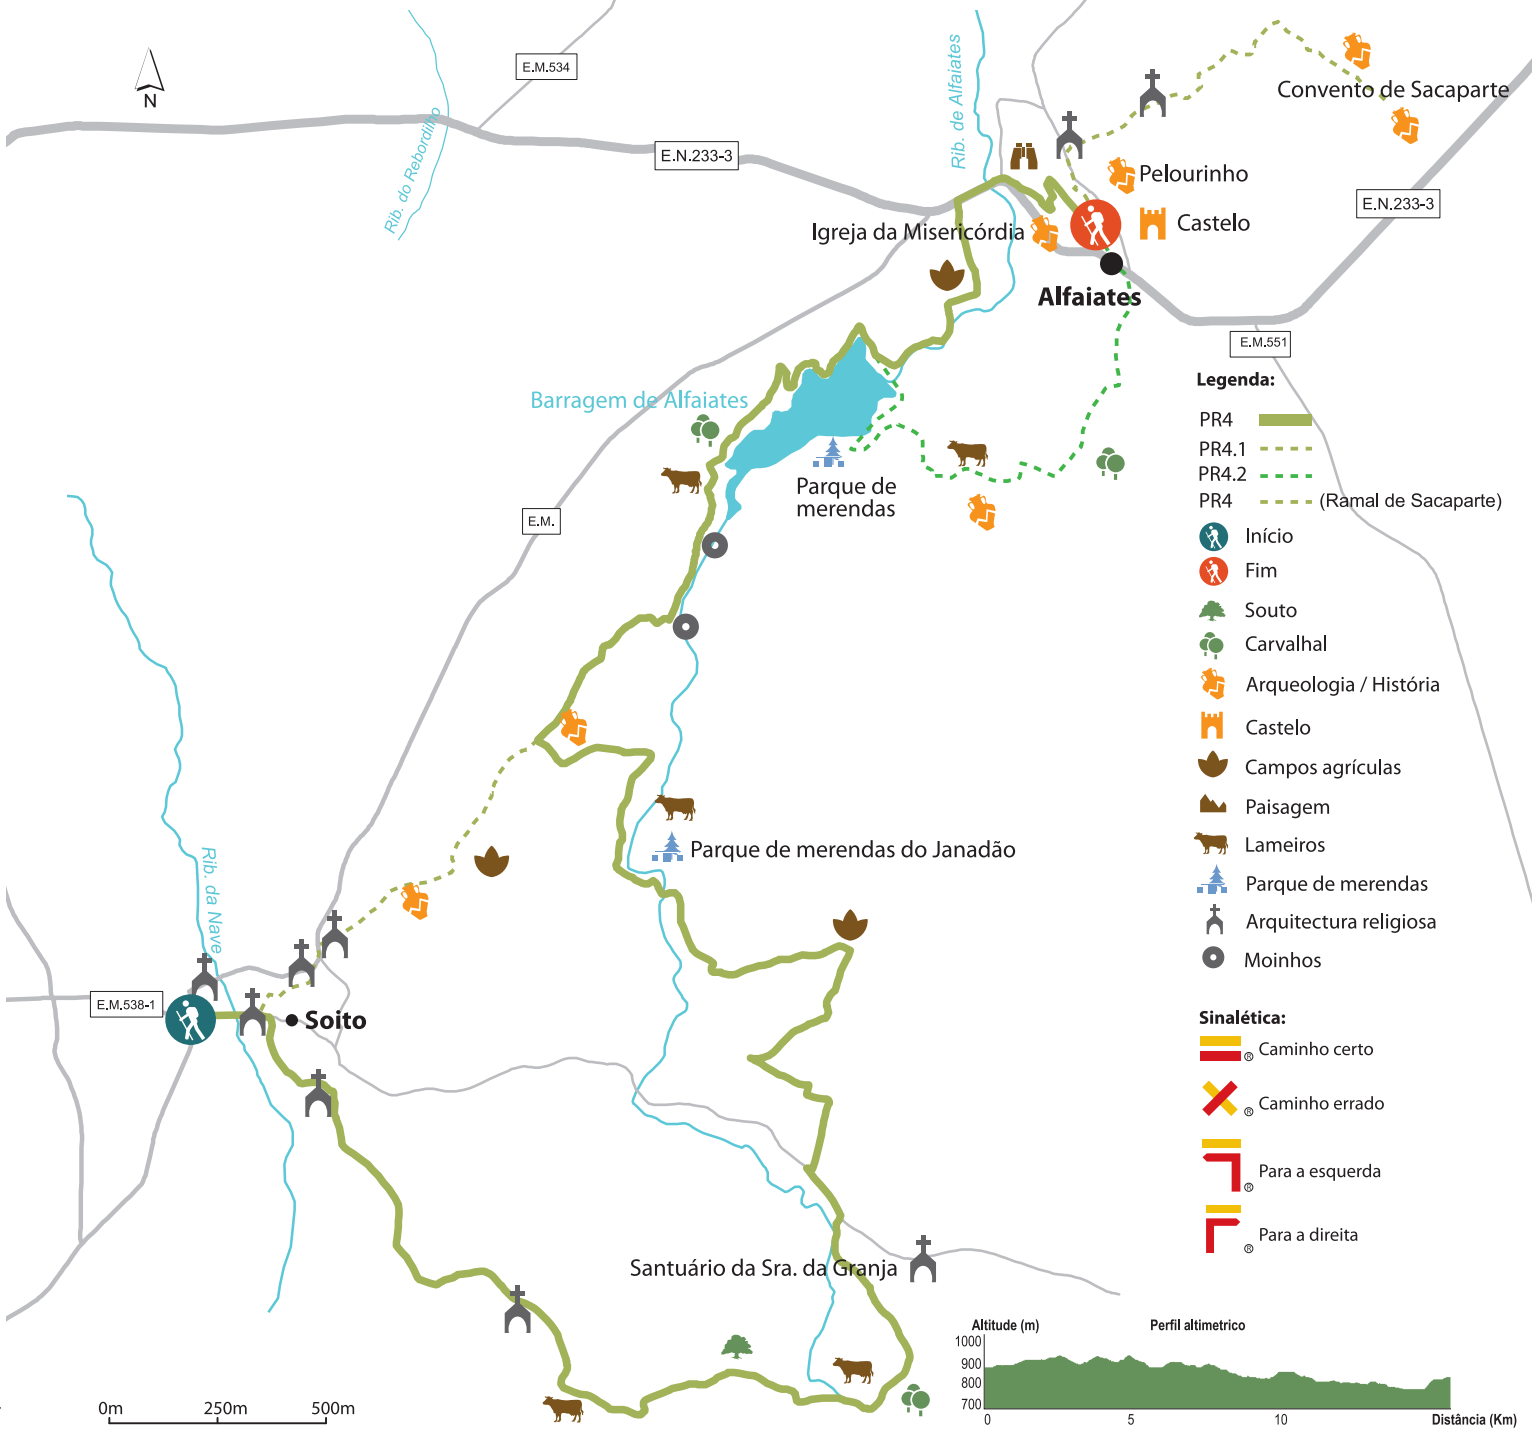 E.M.534
N
Rib. do Rebordilho
E.N.233-3
Rib. de Alfaiates
Convento de Sacaparte
Pelourinho
E.N.233-3
Igreja da Misericórdia
Castelo
Alfaiates
E.M.551
Barragem de Alfaiates
Parque de
merendas
E.M.
Parque de merendas do Janadão
Rib. da Nave
E.M.538-1
Soito
Santuário da Sra. da Granja
0m 250m 500m
Legenda:
PR4
PR4.1
PR4.2
PR4 (Ramal de Sacaparte)
Início
Fim
Souto
Carvalhal
Arqueologia / História
Castelo
Campos agrículas
Paisagem
Lameiros
Parque de merendas
Arquitectura religiosa
Moinhos
Sinalética:
® Caminho certo
® Caminho errado
® Para a esquerda
® Para a direita
Altitude (m) Perfil altimetrico
1000
900
800
700
0 5 10 Distância (Km)